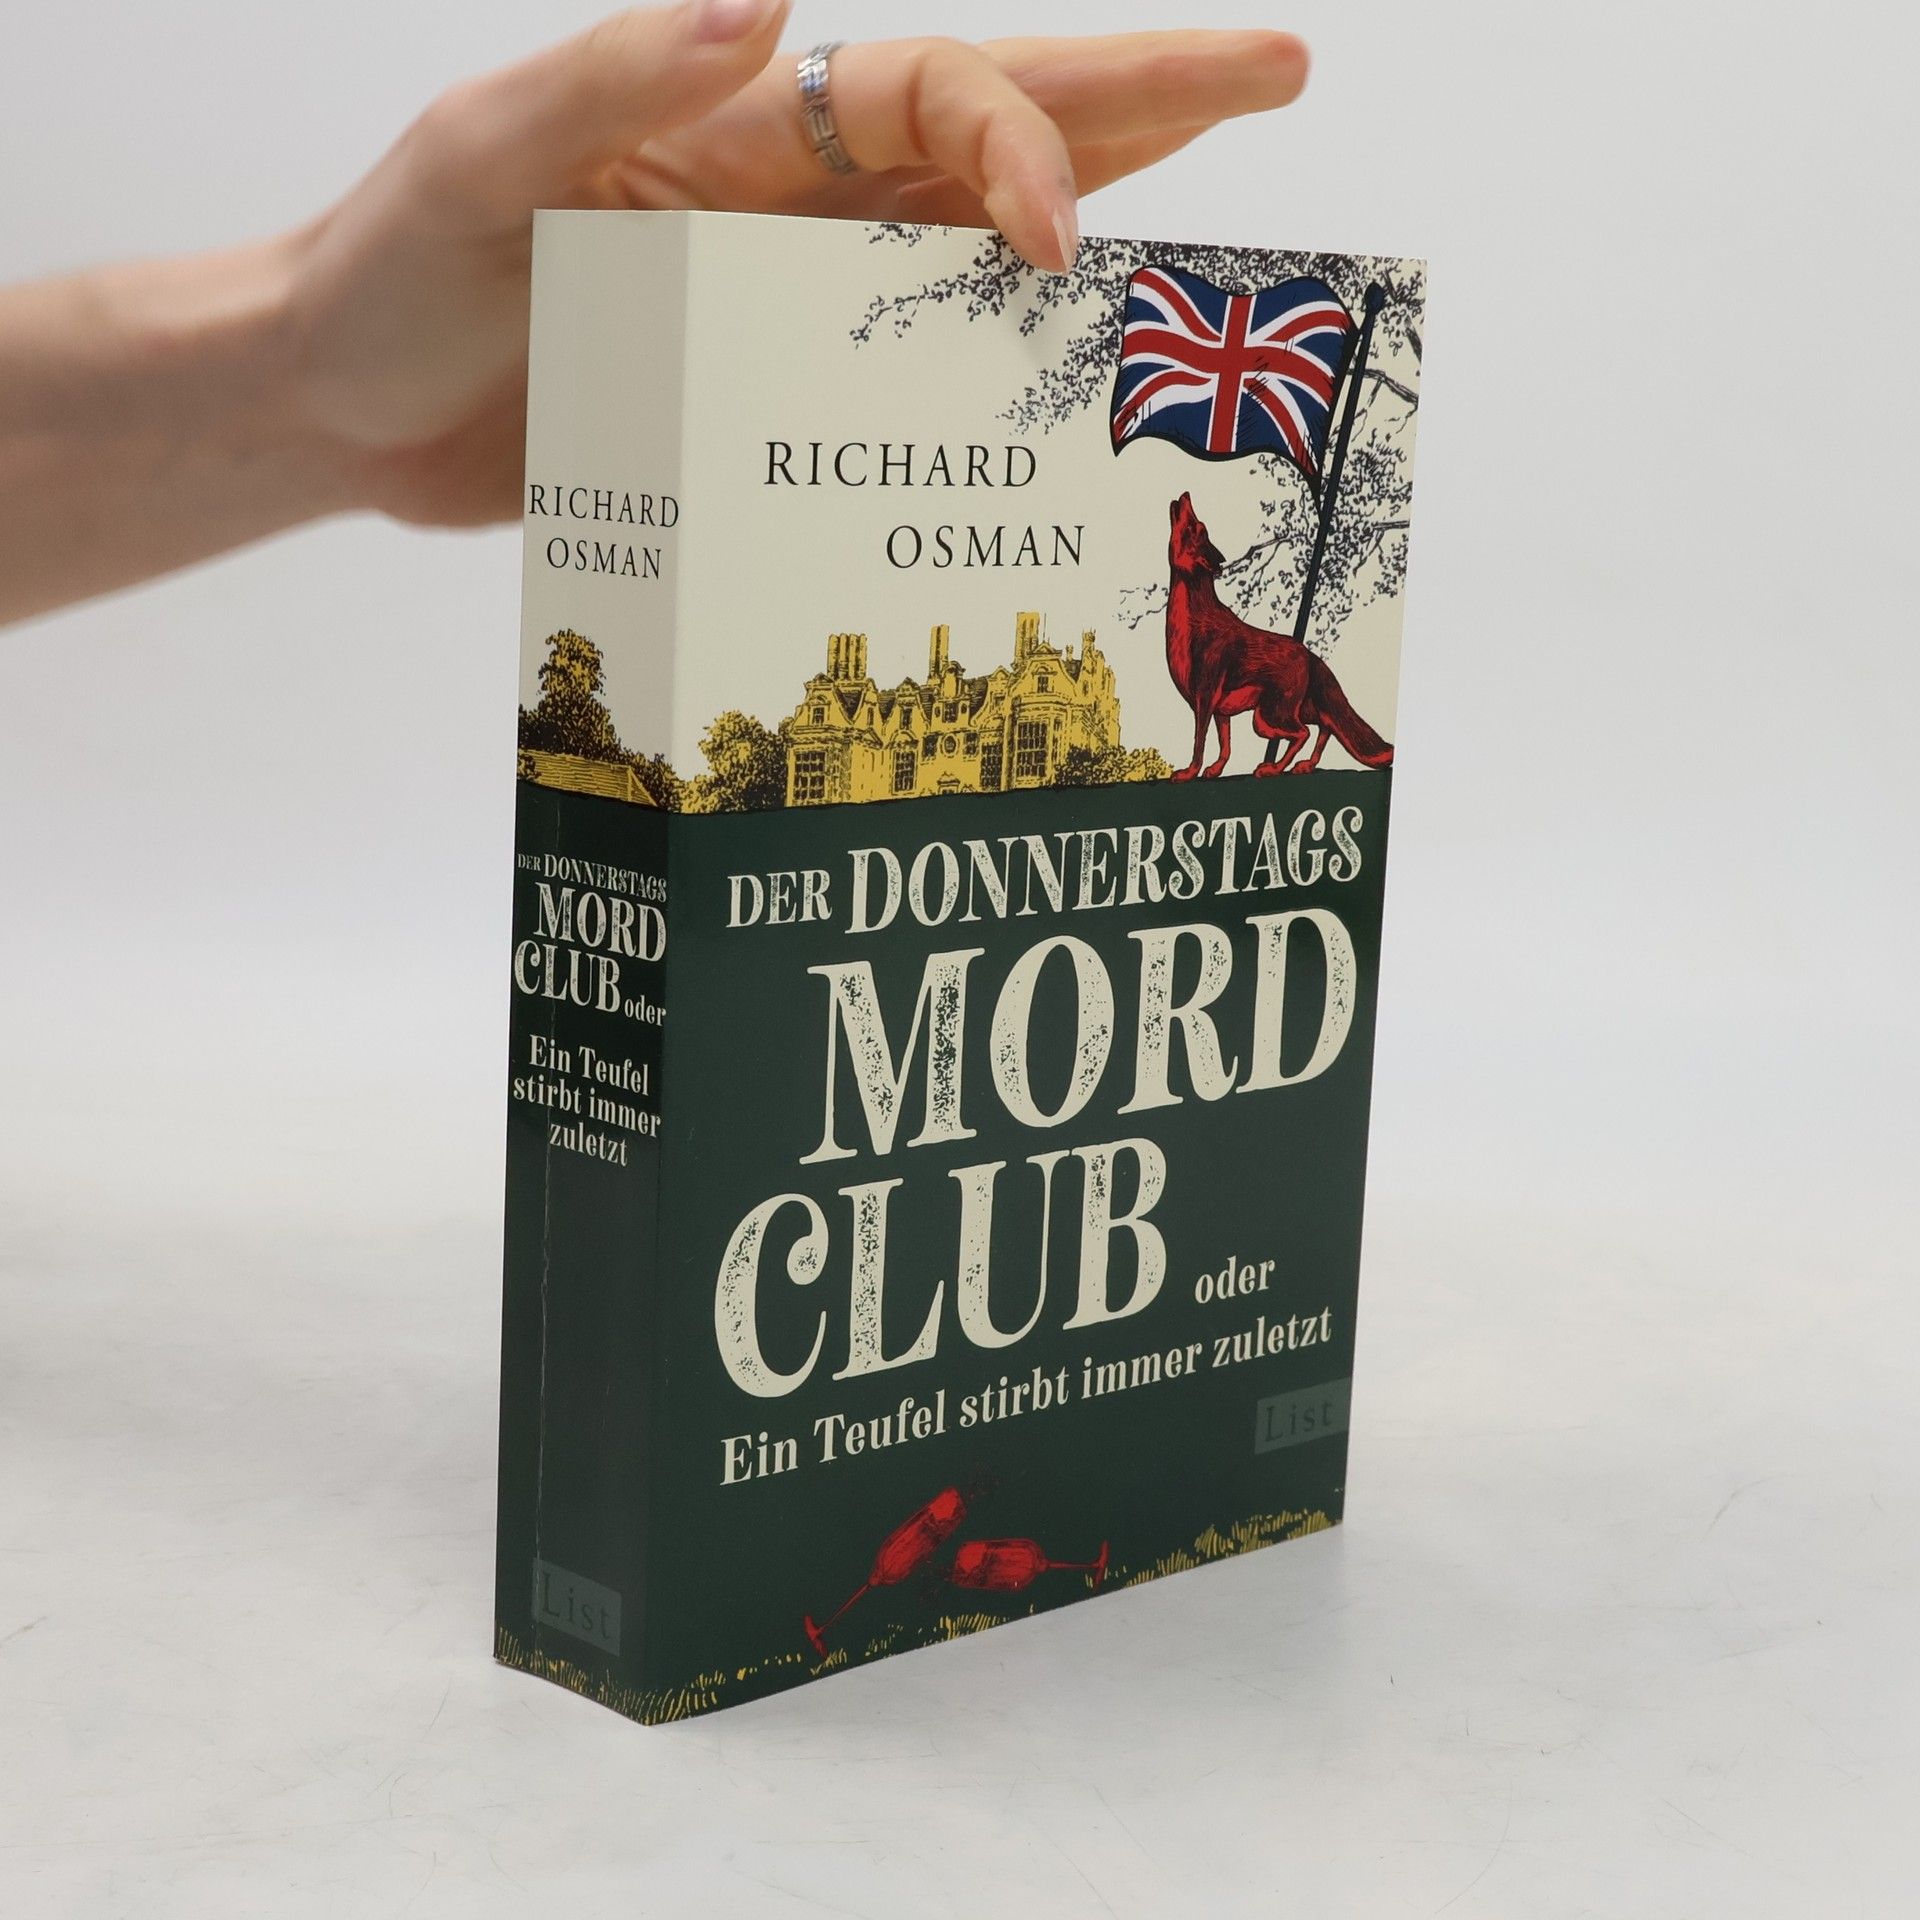 RICHARD
OSMAN
DER DONNERSTAGS
MORD
CLUB oder
Ein Teufel
stirbt immer
zuletzt
List
RICHARD
OSMAN
DER DONNERSTAGS
MORD
CLUB oder
Ein Teufel stirbt immer zuletzt
List